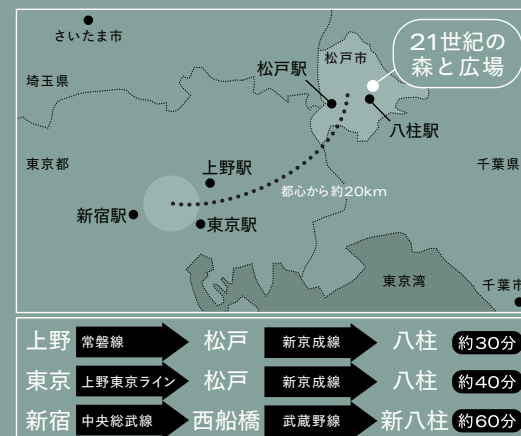 さいたま市
21世紀の
森と広場
松戸市
松戸駅
埼玉県
八柱駅
東京都
上野駅
千葉県
都心から約20km
新宿駅
東京駅
東京湾
千葉市
上野 常磐線 松戸 新京成線 八柱 約30分
東京 上野東京ライン 松戸 新京成線 八柱 約40分
新宿 中央総武線 西船橋 武蔵野線 新八柱 約60分